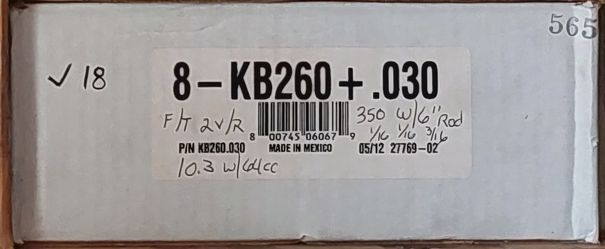 565
✓ 18
8-KB260+.030
F/T 2V/R
350 W/6" Rod
1/16 1/16 3/16
8 00745 06067 9
P/N KB260.030 MADE IN MEXICO 05/12 27769-02
10.3 w/64cc